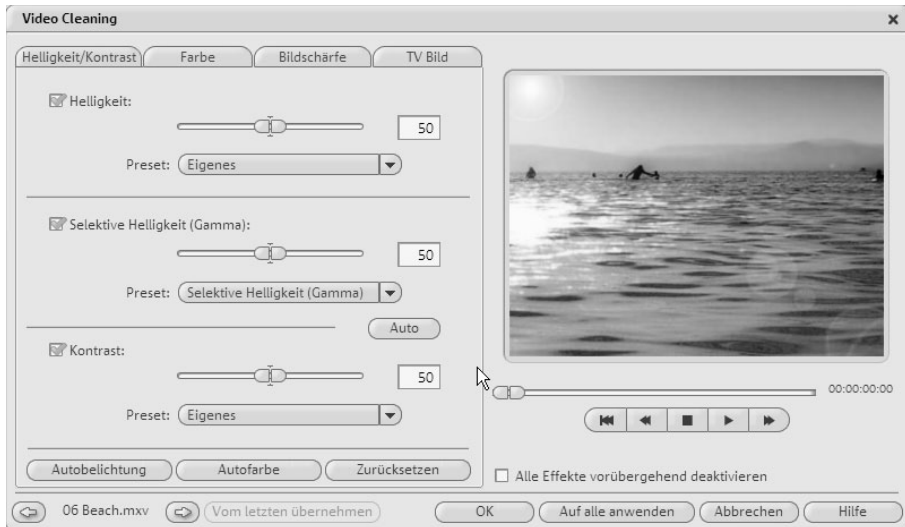 Video Cleaning
Helligkeit/Kontrast Farbe Bildschärfe TV Bild
Helligkeit:
50
Preset: Eigenes
Selektive Helligkeit (Gamma):
50
Preset: Selektive Helligkeit (Gamma)
Auto
Kontrast:
50
Preset: Eigenes
Autobelichtung Autofarbe Zurücksetzen
00:00:00:00
Alle Effekte vorübergehend deaktivieren
06 Beach.mxv Vom letzten übernehmen OK Auf alle anwenden Abbrechen Hilfe